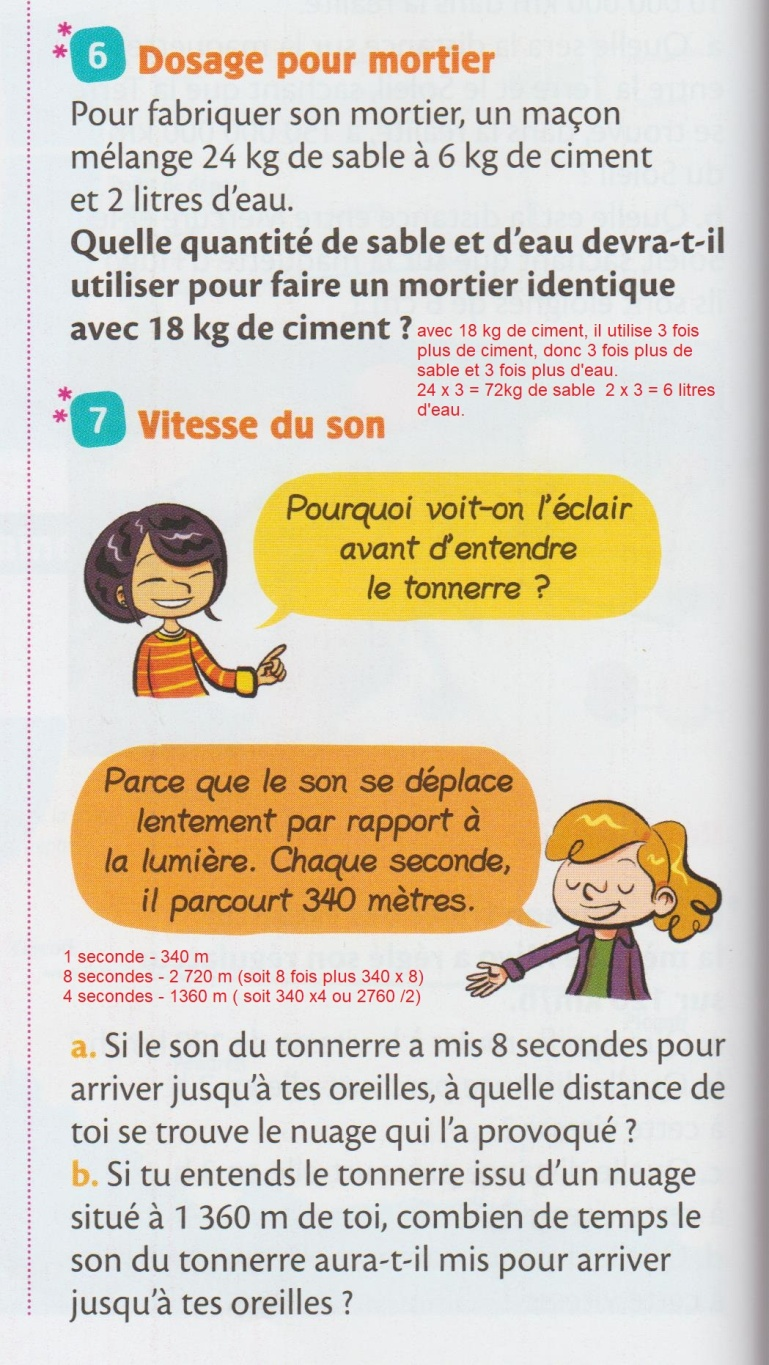 * 
* 6 Dosage pour mortier
Pour fabriquer son mortier, un maçon
mélange 24 kg de sable à 6 kg de ciment
et 2 litres d'eau.
Quelle quantité de sable et d'eau devra-t-il
utiliser pour faire un mortier identique
avec 18 kg de ciment ?
avec 18 kg de ciment, il utilise 3 fois
plus de ciment, donc 3 fois plus de
sable et 3 fois plus d'eau.
24 x 3 = 72kg de sable  2 x 3 = 6 litres
d'eau.
*
* 7 Vitesse du son
Pourquoi voit-on l'éclair
avant d'entendre
le tonnerre ?
Parce que le son se déplace
lentement par rapport à
la lumière. Chaque seconde,
il parcourt 340 mètres.
1 seconde - 340 m
8 secondes - 2 720 m (soit 8 fois plus 340 x 8)
4 secondes - 1360 m ( soit 340 x4 ou 2760 /2)
a. Si le son du tonnerre a mis 8 secondes pour
arriver jusqu'à tes oreilles, à quelle distance de
toi se trouve le nuage qui l'a provoqué ?
b. Si tu entends le tonnerre issu d'un nuage
situé à 1 360 m de toi, combien de temps le
son du tonnerre aura-t-il mis pour arriver
jusqu'à tes oreilles ?